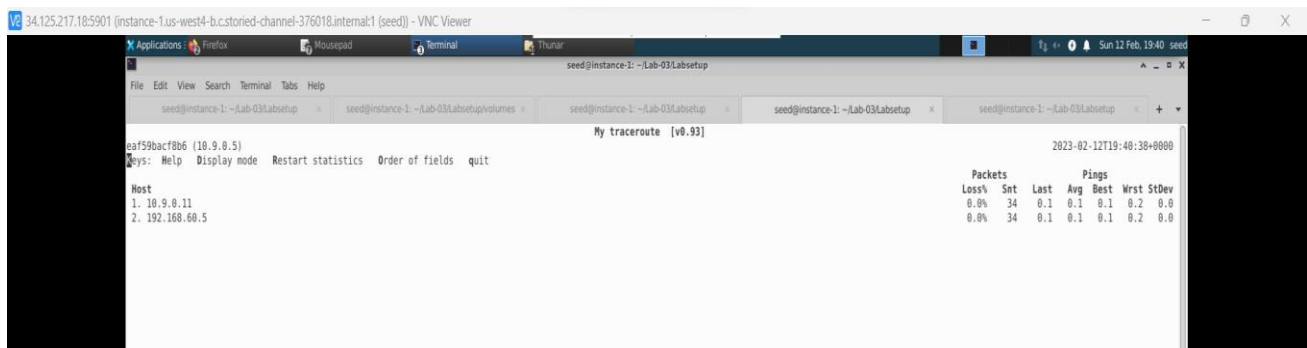 34.125.217.18:5901 (instance-1.us-west4-b.c.storied-channel-376018.internal:1 (seed)) - VNC Viewer
Applications Firefox Mousepad Terminal Thunar Sun 12 Feb, 19:40 seed
seed@instance-1: ~/Lab-03/Labsetup
File Edit View Search Terminal Tabs Help
seed@instance-1: ~/Lab-03/Labsetup seed@instance-1: ~/Lab-03/Labsetup/volumes seed@instance-1: ~/Lab-03/Labsetup seed@instance-1: ~/Lab-03/Labsetup seed@instance-1: ~/Lab-03/Labsetup
My traceroute [v0.93]
eaf59bacf8b6 (10.9.0.5) 2023-02-12T19:40:38+0000
Keys: Help Display mode Restart statistics Order of fields quit
Packets Pings
Host Loss% Snt Last Avg Best Wrst StDev
1. 10.9.0.11 0.0% 34 0.1 0.1 0.1 0.2 0.0
2. 192.168.60.5 0.0% 34 0.1 0.1 0.1 0.2 0.0